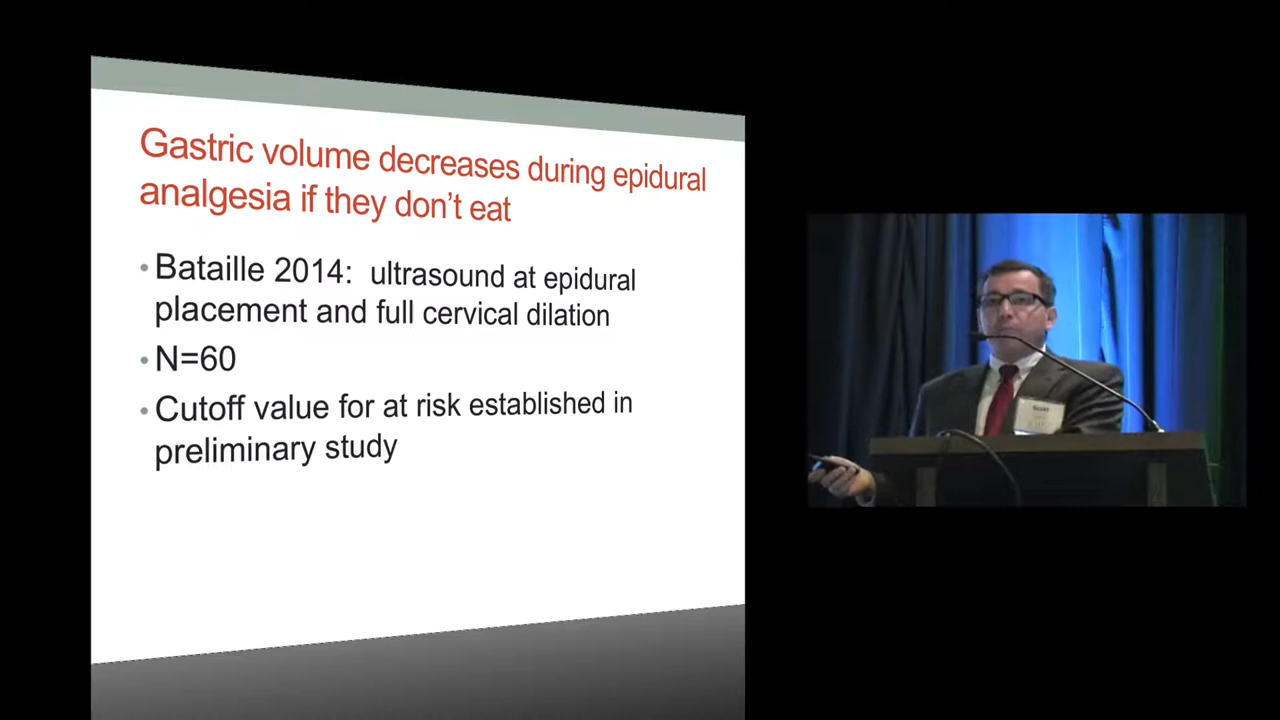 Gastric volume decreases during epidural
analgesia if they don't eat
• Bataille 2014: ultrasound at epidural
placement and full cervical dilation
• N=60
• Cutoff value for at risk established in
preliminary study
Scott